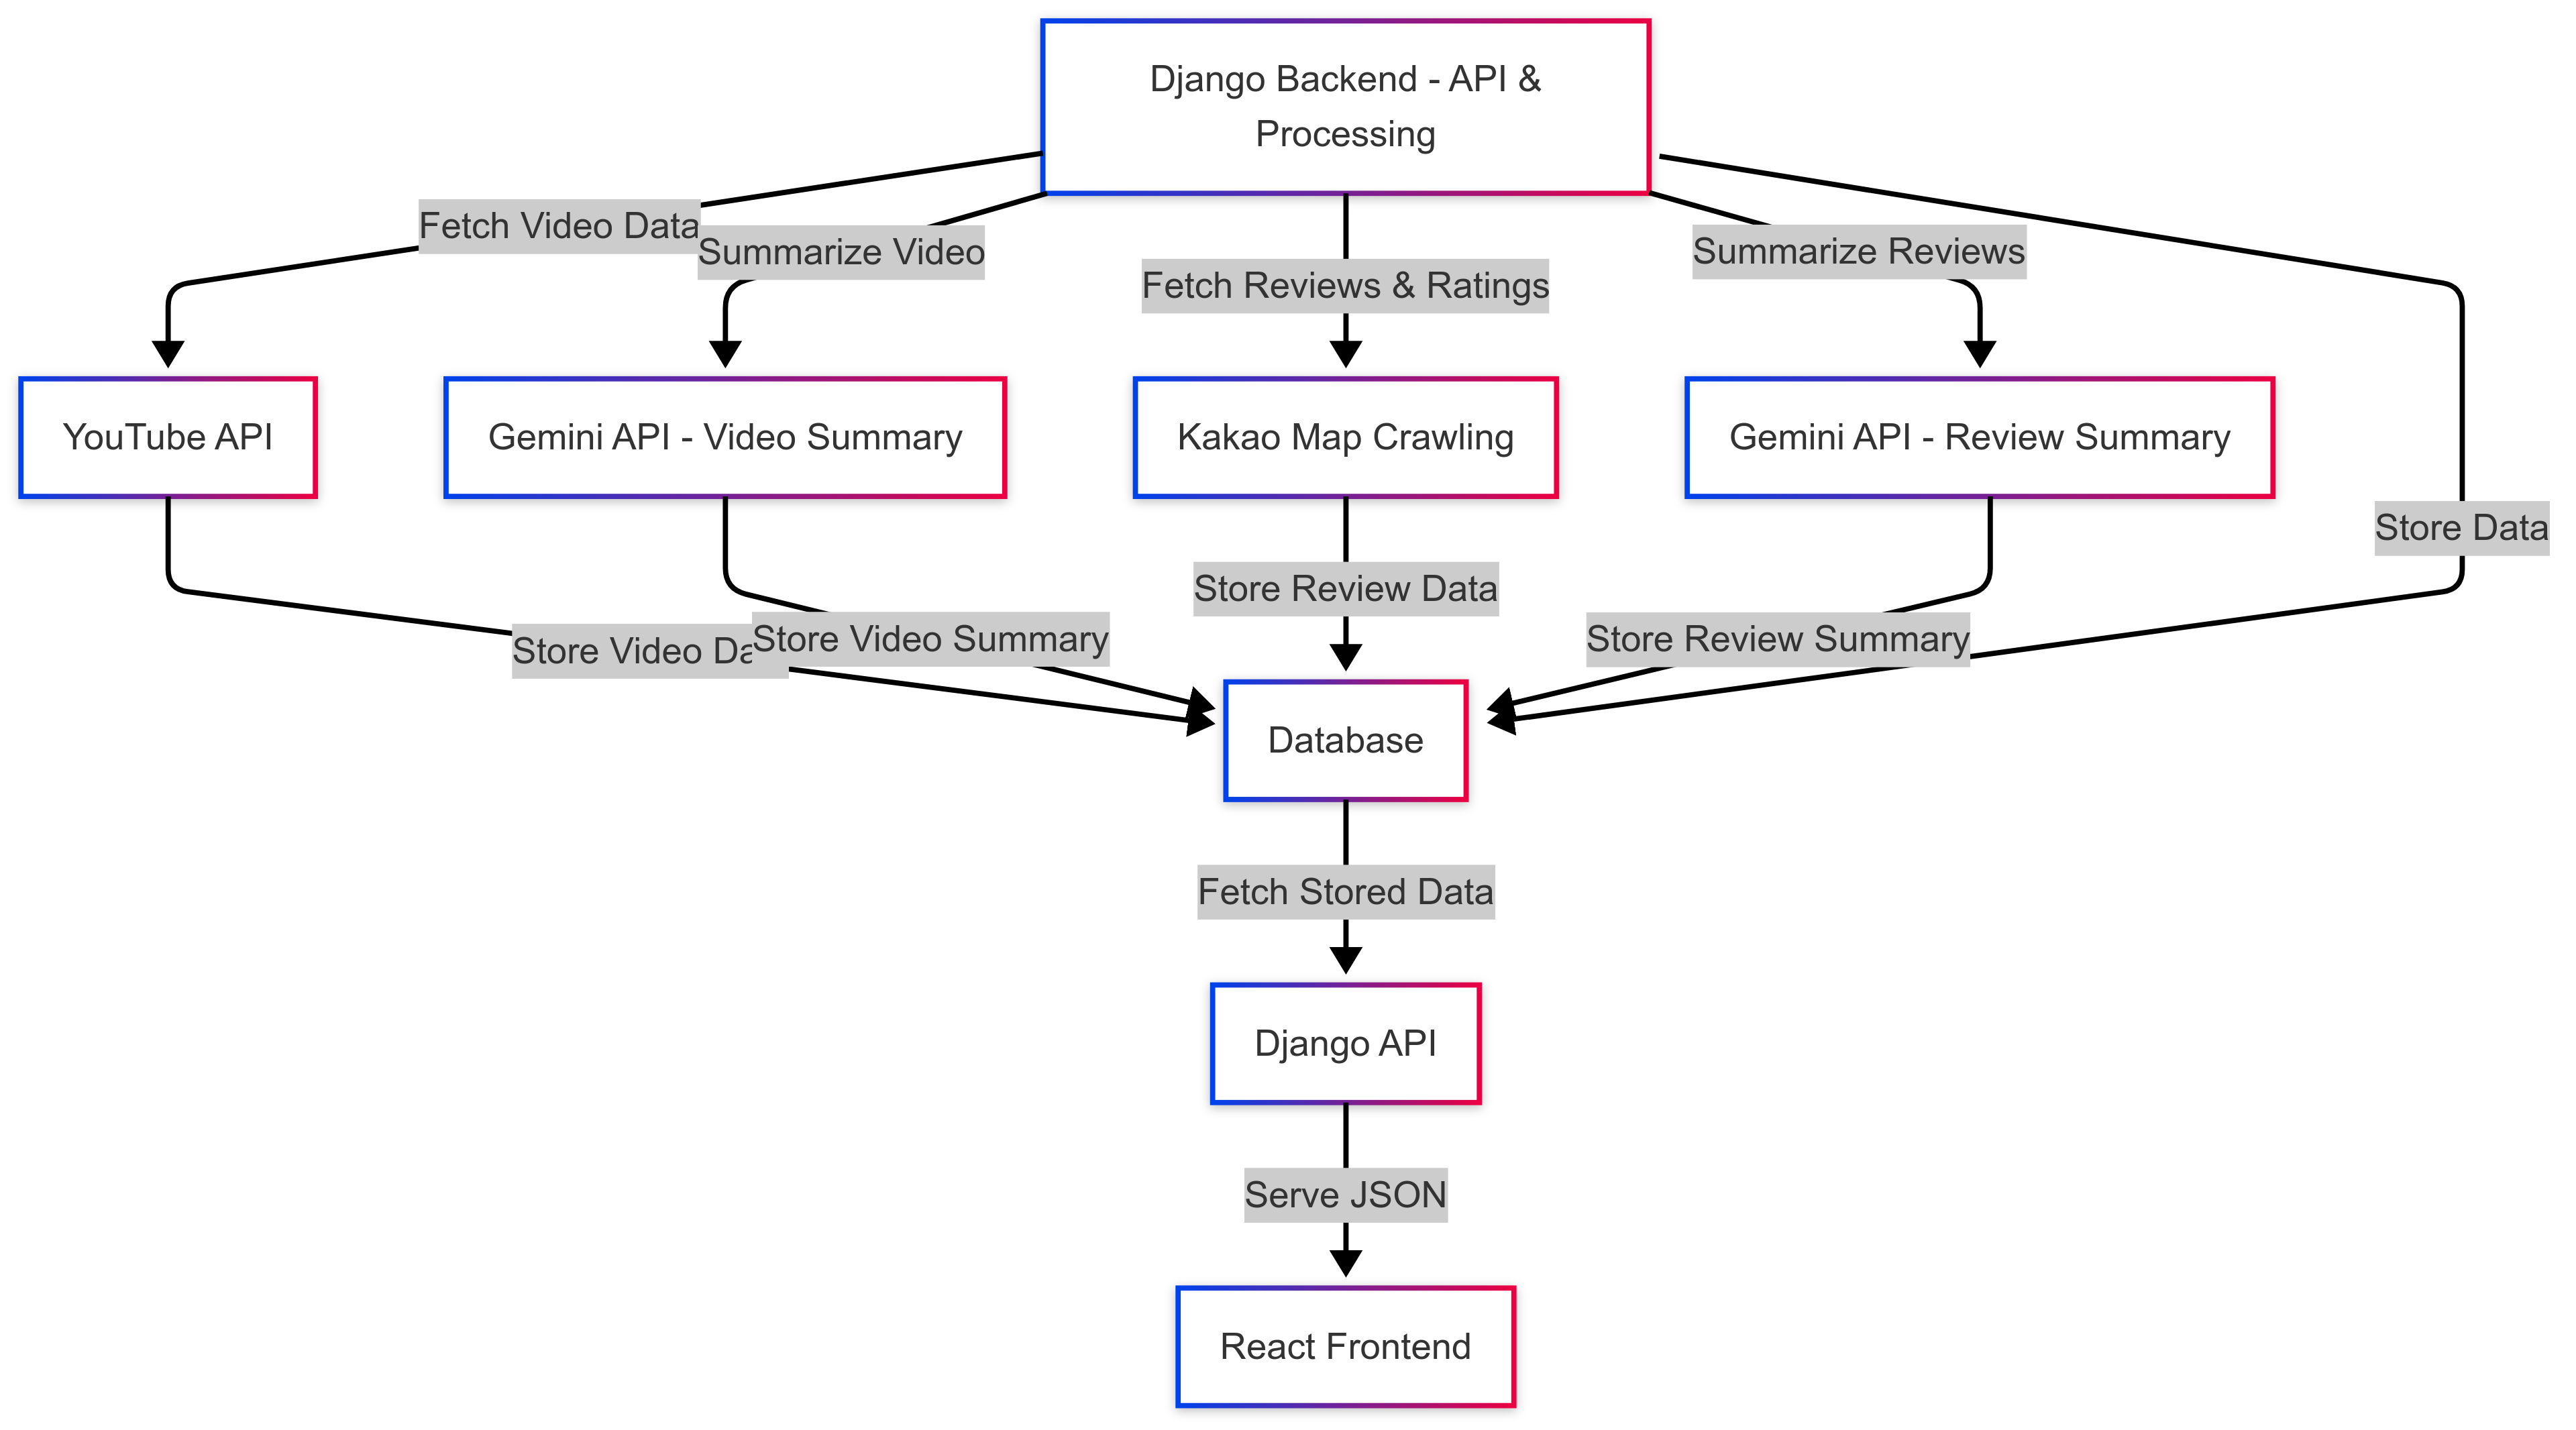 Django Backend - API &
Processing
Fetch Video Data
Summarize Video
Fetch Reviews & Ratings
Summarize Reviews
YouTube API
Gemini API - Video Summary
Kakao Map Crawling
Gemini API - Review Summary
Store Data
Store Review Data
Store Video
Store Video Summary
Store Review Summary
Database
Fetch Stored Data
Django API
Serve JSON
React Frontend